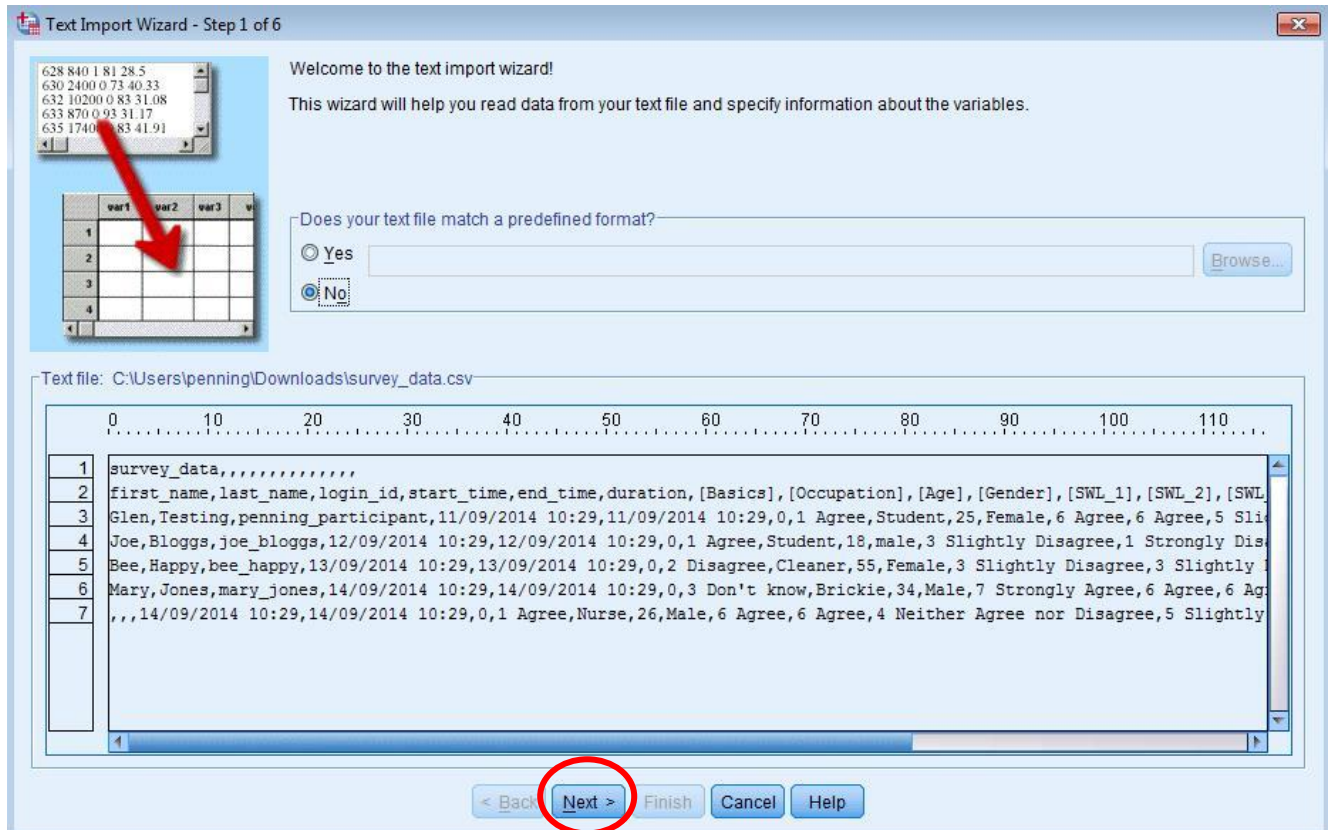 Text Import Wizard - Step 1 of 6
628 840 1 81 28.5
630 2400 0 73 40.33
632 10200 0 83 31.08
633 870 0 93 31.17
635 1740 83 41.91
var1 var2 var3 v
1
2
3
4
Welcome to the text import wizard!
This wizard will help you read data from your text file and specify information about the variables.
Does your text file match a predefined format?
Yes
Browse...
No
Text file: C:\Users\penning\Downloads\survey_data.csv
0 10 20 30 40 50 60 70 80 90 100 110
1 survey_data,,,,,,,,,,,,,,
2 first_name,last_name,login_id,start_time,end_time,duration,[Basics],[Occupation],[Age],[Gender],[SWL_1],[SWL_2],[SWL_
3 Glen,Testing,penning_participant,11/09/2014 10:29,11/09/2014 10:29,0,1 Agree,Student,25,Female,6 Agree,6 Agree,5 Slig
4 Joe,Bloggs,joe_bloggs,12/09/2014 10:29,12/09/2014 10:29,0,1 Agree,Student,18,male,3 Slightly Disagree,1 Strongly Disa
5 Bee,Happy,bee_happy,13/09/2014 10:29,13/09/2014 10:29,0,2 Disagree,Cleaner,55,Female,3 Slightly Disagree,3 Slightly
6 Mary,Jones,mary_jones,14/09/2014 10:29,14/09/2014 10:29,0,3 Don't know,Brickie,34,Male,7 Strongly Agree,6 Agree,6 Ag
7 ,,,14/09/2014 10:29,14/09/2014 10:29,0,1 Agree,Nurse,26,Male,6 Agree,6 Agree,4 Neither Agree nor Disagree,5 Slightly
< Back Next > Finish Cancel Help